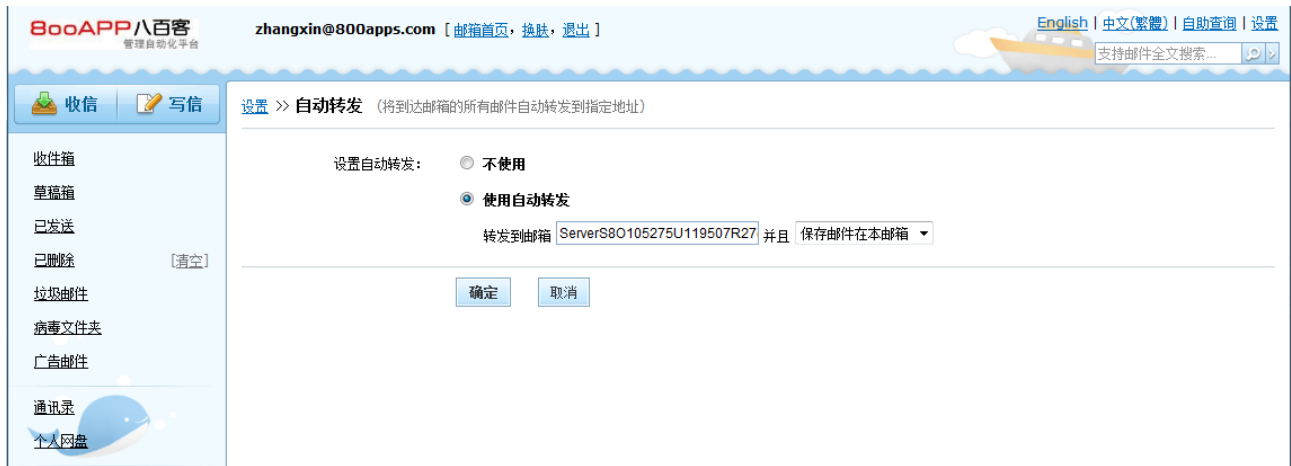 8ooAPP八百客
管理自动化平台
zhangxin@800apps.com [ 邮箱首页，换肤，退出 ]
English | 中文(繁體) | 自助查询 | 设置
支持邮件全文搜索...
收信 写信
设置 >> 自动转发 （将到达邮箱的所有邮件自动转发到指定地址）
收件箱
草稿箱
已发送
已删除 [清空]
垃圾邮件
病毒文件夹
广告邮件
通讯录
个人网盘
设置自动转发： 不使用
使用自动转发
转发到邮箱 ServerS8O105275U119507R27 并且 保存邮件在本邮箱
确定 取消